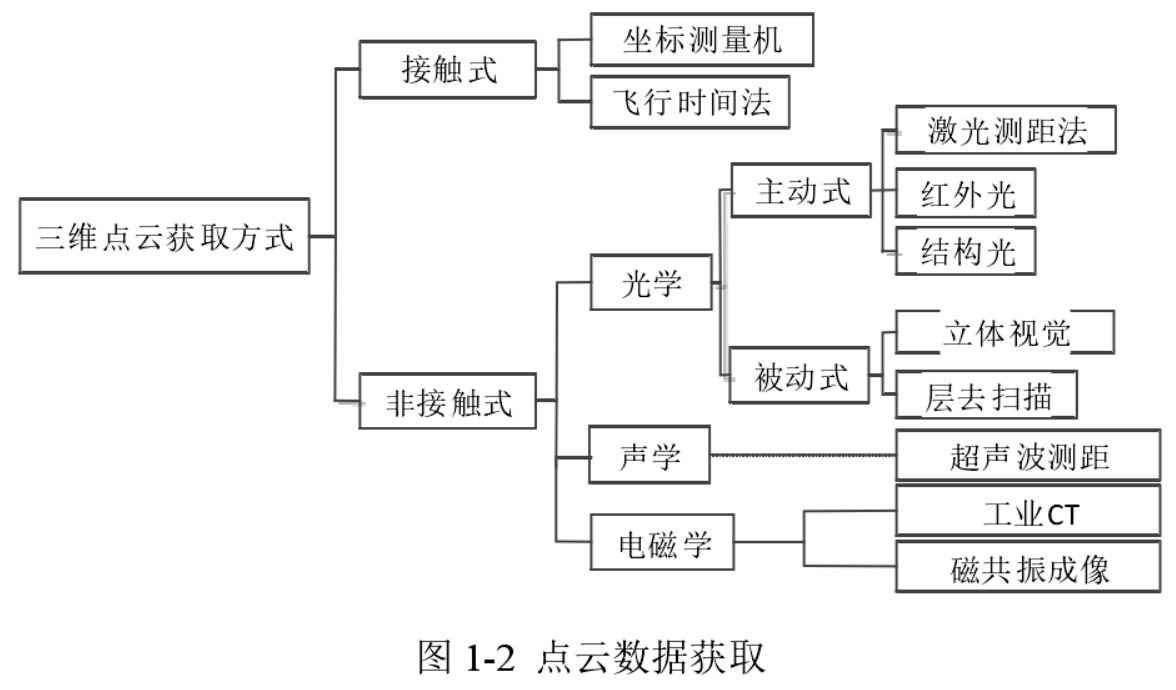 接触式
坐标测量机
飞行时间法
三维点云获取方式
非接触式
光学
主动式
激光测距法
红外光
结构光
被动式
立体视觉
层去扫描
声学
超声波测距
电磁学
工业CT
磁共振成像
图 1-2 点云数据获取